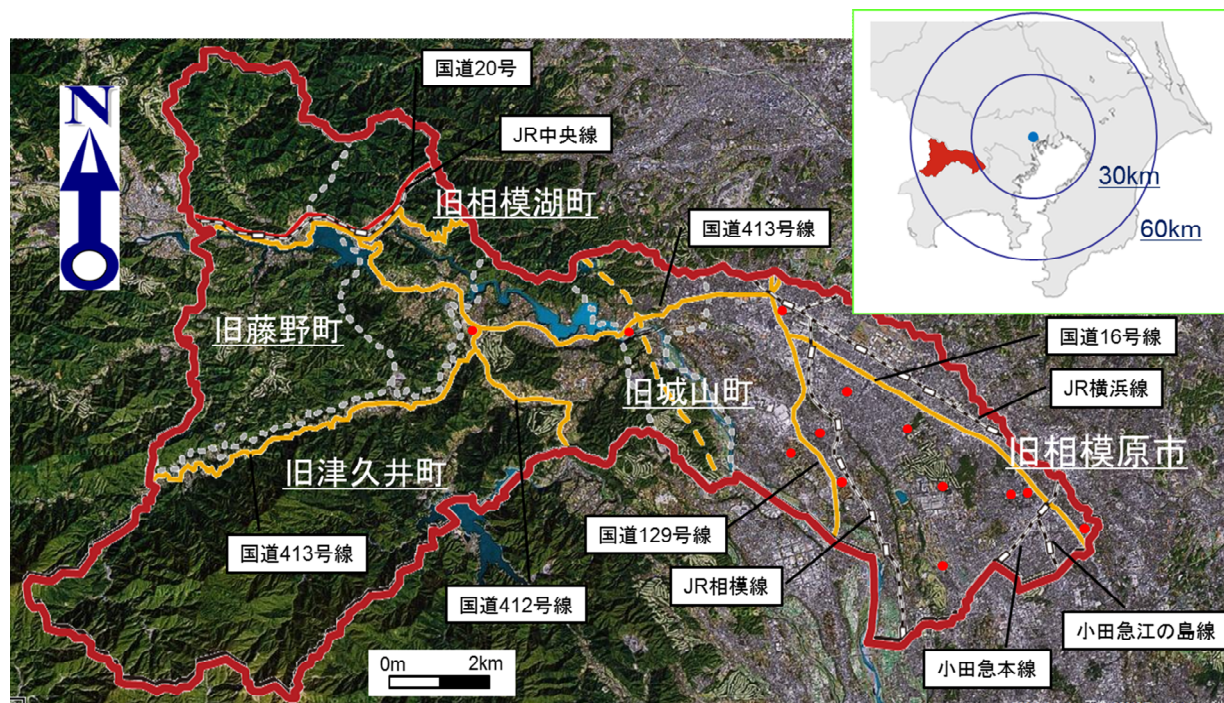 N
国道20号
JR中央線
旧相模湖町
国道413号線
30km
60km
旧藤野町
旧城山町
国道16号線
JR横浜線
旧相模原市
旧津久井町
国道413号線
国道129号線
国道412号線
JR相模線
小田急江の島線
小田急本線
0m 2km